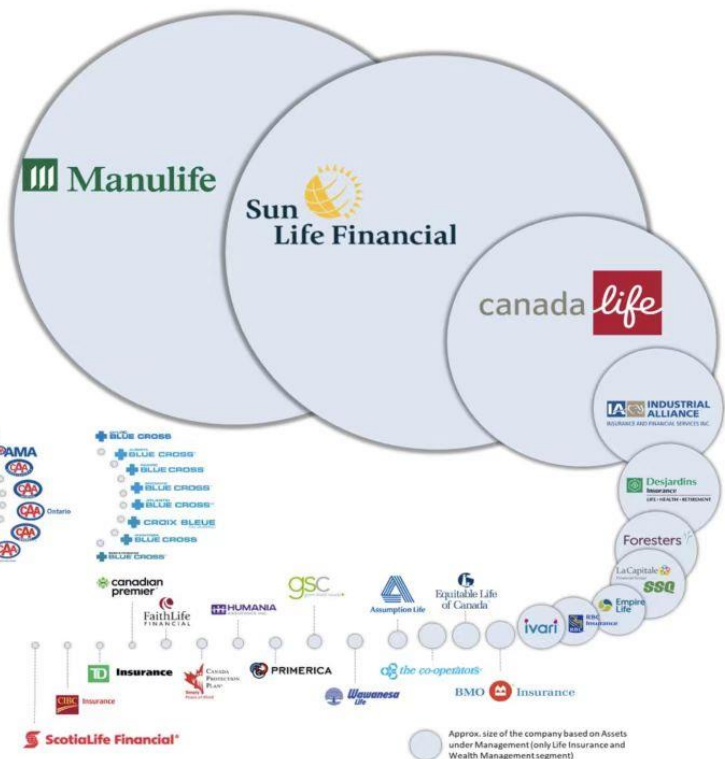 Manulife
Sun
Life Financial
canada life
INDUSTRIAL
ALLIANCE
INSURANCE AND FINANCIAL SERVICES INC.
Desjardins
Insurance
LIFE • HEALTH • RETIREMENT
Foresters
LaCapitale
SSQ
Empire
Life
RBC
Insurance
ivari
AMA
CAA
CAA
CAA
Ontario
CAA
CAA
BLUE CROSS
BLUE CROSS
BLUE CROSS
BLUE CROSS
BLUE CROSS
CROIX BLEUE
BLUE CROSS
BLUE CROSS
canadian
premier
FaithLife
FINANCIAL
HUMANIA
gsc
Assumption Life
Equitable Life
of Canada
TD Insurance
CIBC Insurance
CANADA
PROTECTION
PLAN
PRIMERICA
Wawanesa
Life
the co-operators
BMO Insurance
ScotiaLife Financial
Approx. size of the company based on Assets
under Management (only Life Insurance and
Wealth Management segment)